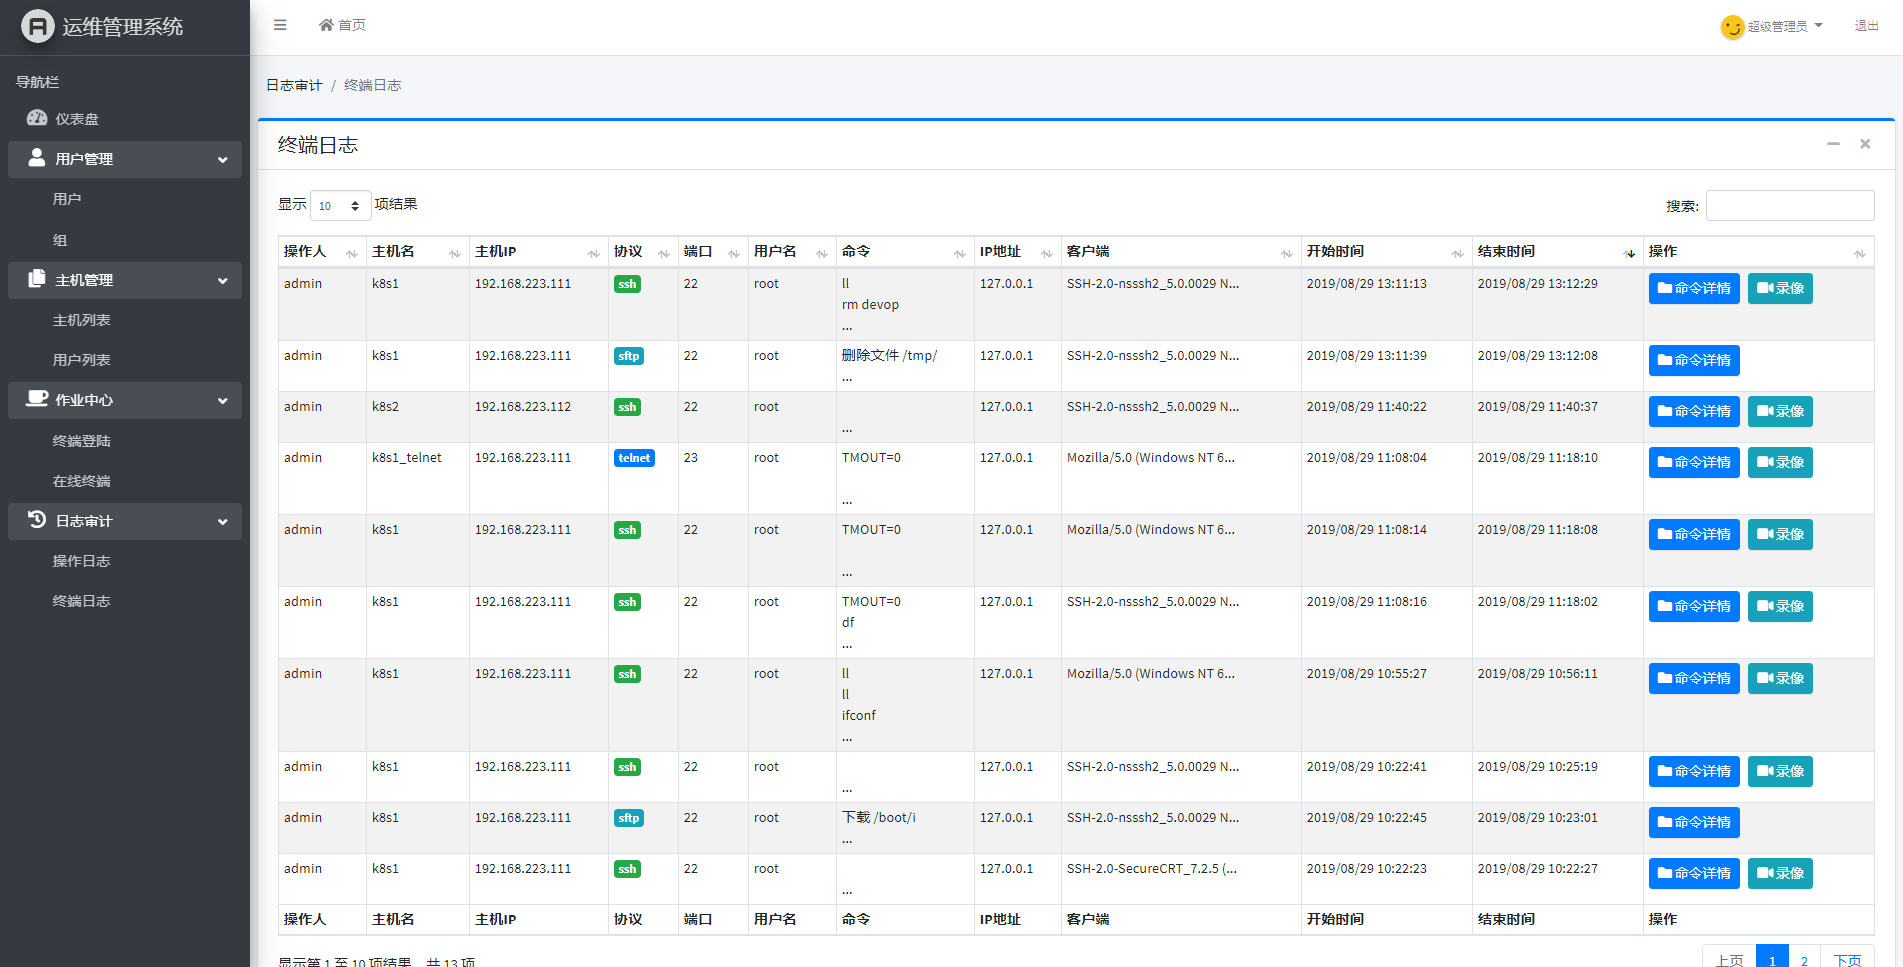 运维管理系统
首页
超级管理员
退出
导航栏
仪表盘
用户管理
用户
组
主机管理
主机列表
用户列表
作业中心
终端登陆
在线终端
日志审计
操作日志
终端日志
日志审计 / 终端日志
终端日志
显示 10 项结果
搜索:
操作人 主机名 主机IP 协议 端口 用户名 命令 IP地址 客户端 开始时间 结束时间 操作
admin k8s1 192.168.223.111 ssh 22 root ll 127.0.0.1 SSH-2.0-nsssh2_5.0.0029 N... 2019/08/29 13:11:13 2019/08/29 13:12:29 命令详情 录像
rm devop
...
admin k8s1 192.168.223.111 sftp 22 root 删除文件 /tmp/ 127.0.0.1 SSH-2.0-nsssh2_5.0.0029 N... 2019/08/29 13:11:39 2019/08/29 13:12:08 命令详情
...
admin k8s2 192.168.223.112 ssh 22 root 127.0.0.1 SSH-2.0-nsssh2_5.0.0029 N... 2019/08/29 11:40:22 2019/08/29 11:40:37 命令详情 录像
...
admin k8s1_telnet 192.168.223.111 telnet 23 root TMOUT=0 127.0.0.1 Mozilla/5.0 (Windows NT 6... 2019/08/29 11:08:04 2019/08/29 11:18:10 命令详情 录像
...
admin k8s1 192.168.223.111 ssh 22 root TMOUT=0 127.0.0.1 Mozilla/5.0 (Windows NT 6... 2019/08/29 11:08:14 2019/08/29 11:18:08 命令详情 录像
...
admin k8s1 192.168.223.111 ssh 22 root TMOUT=0 127.0.0.1 SSH-2.0-nsssh2_5.0.0029 N... 2019/08/29 11:08:16 2019/08/29 11:18:02 命令详情 录像
df
...
admin k8s1 192.168.223.111 ssh 22 root ll 127.0.0.1 Mozilla/5.0 (Windows NT 6... 2019/08/29 10:55:27 2019/08/29 10:56:11 命令详情 录像
ll
ifconf
...
admin k8s1 192.168.223.111 ssh 22 root 127.0.0.1 SSH-2.0-nsssh2_5.0.0029 N... 2019/08/29 10:22:41 2019/08/29 10:25:19 命令详情 录像
...
admin k8s1 192.168.223.111 sftp 22 root 下载 /boot/i 127.0.0.1 SSH-2.0-nsssh2_5.0.0029 N... 2019/08/29 10:22:45 2019/08/29 10:23:01 命令详情
...
admin k8s1 192.168.223.111 ssh 22 root 127.0.0.1 SSH-2.0-SecureCRT_7.2.5 (... 2019/08/29 10:22:23 2019/08/29 10:22:27 命令详情 录像
...
操作人 主机名 主机IP 协议 端口 用户名 命令 IP地址 客户端 开始时间 结束时间 操作
显示第 1 至 10 项结果，共 13 项
上页 1 2 下页